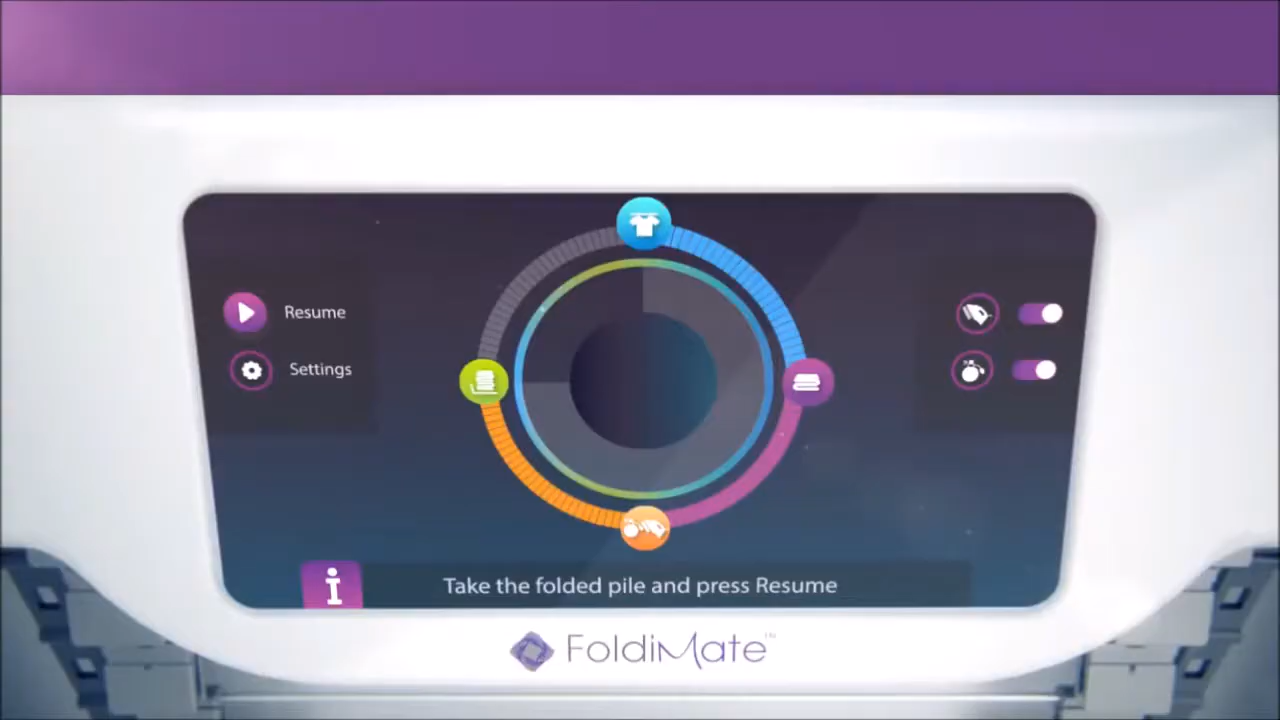 Resume
Settings
Take the folded pile and press Resume
FoldiMate™